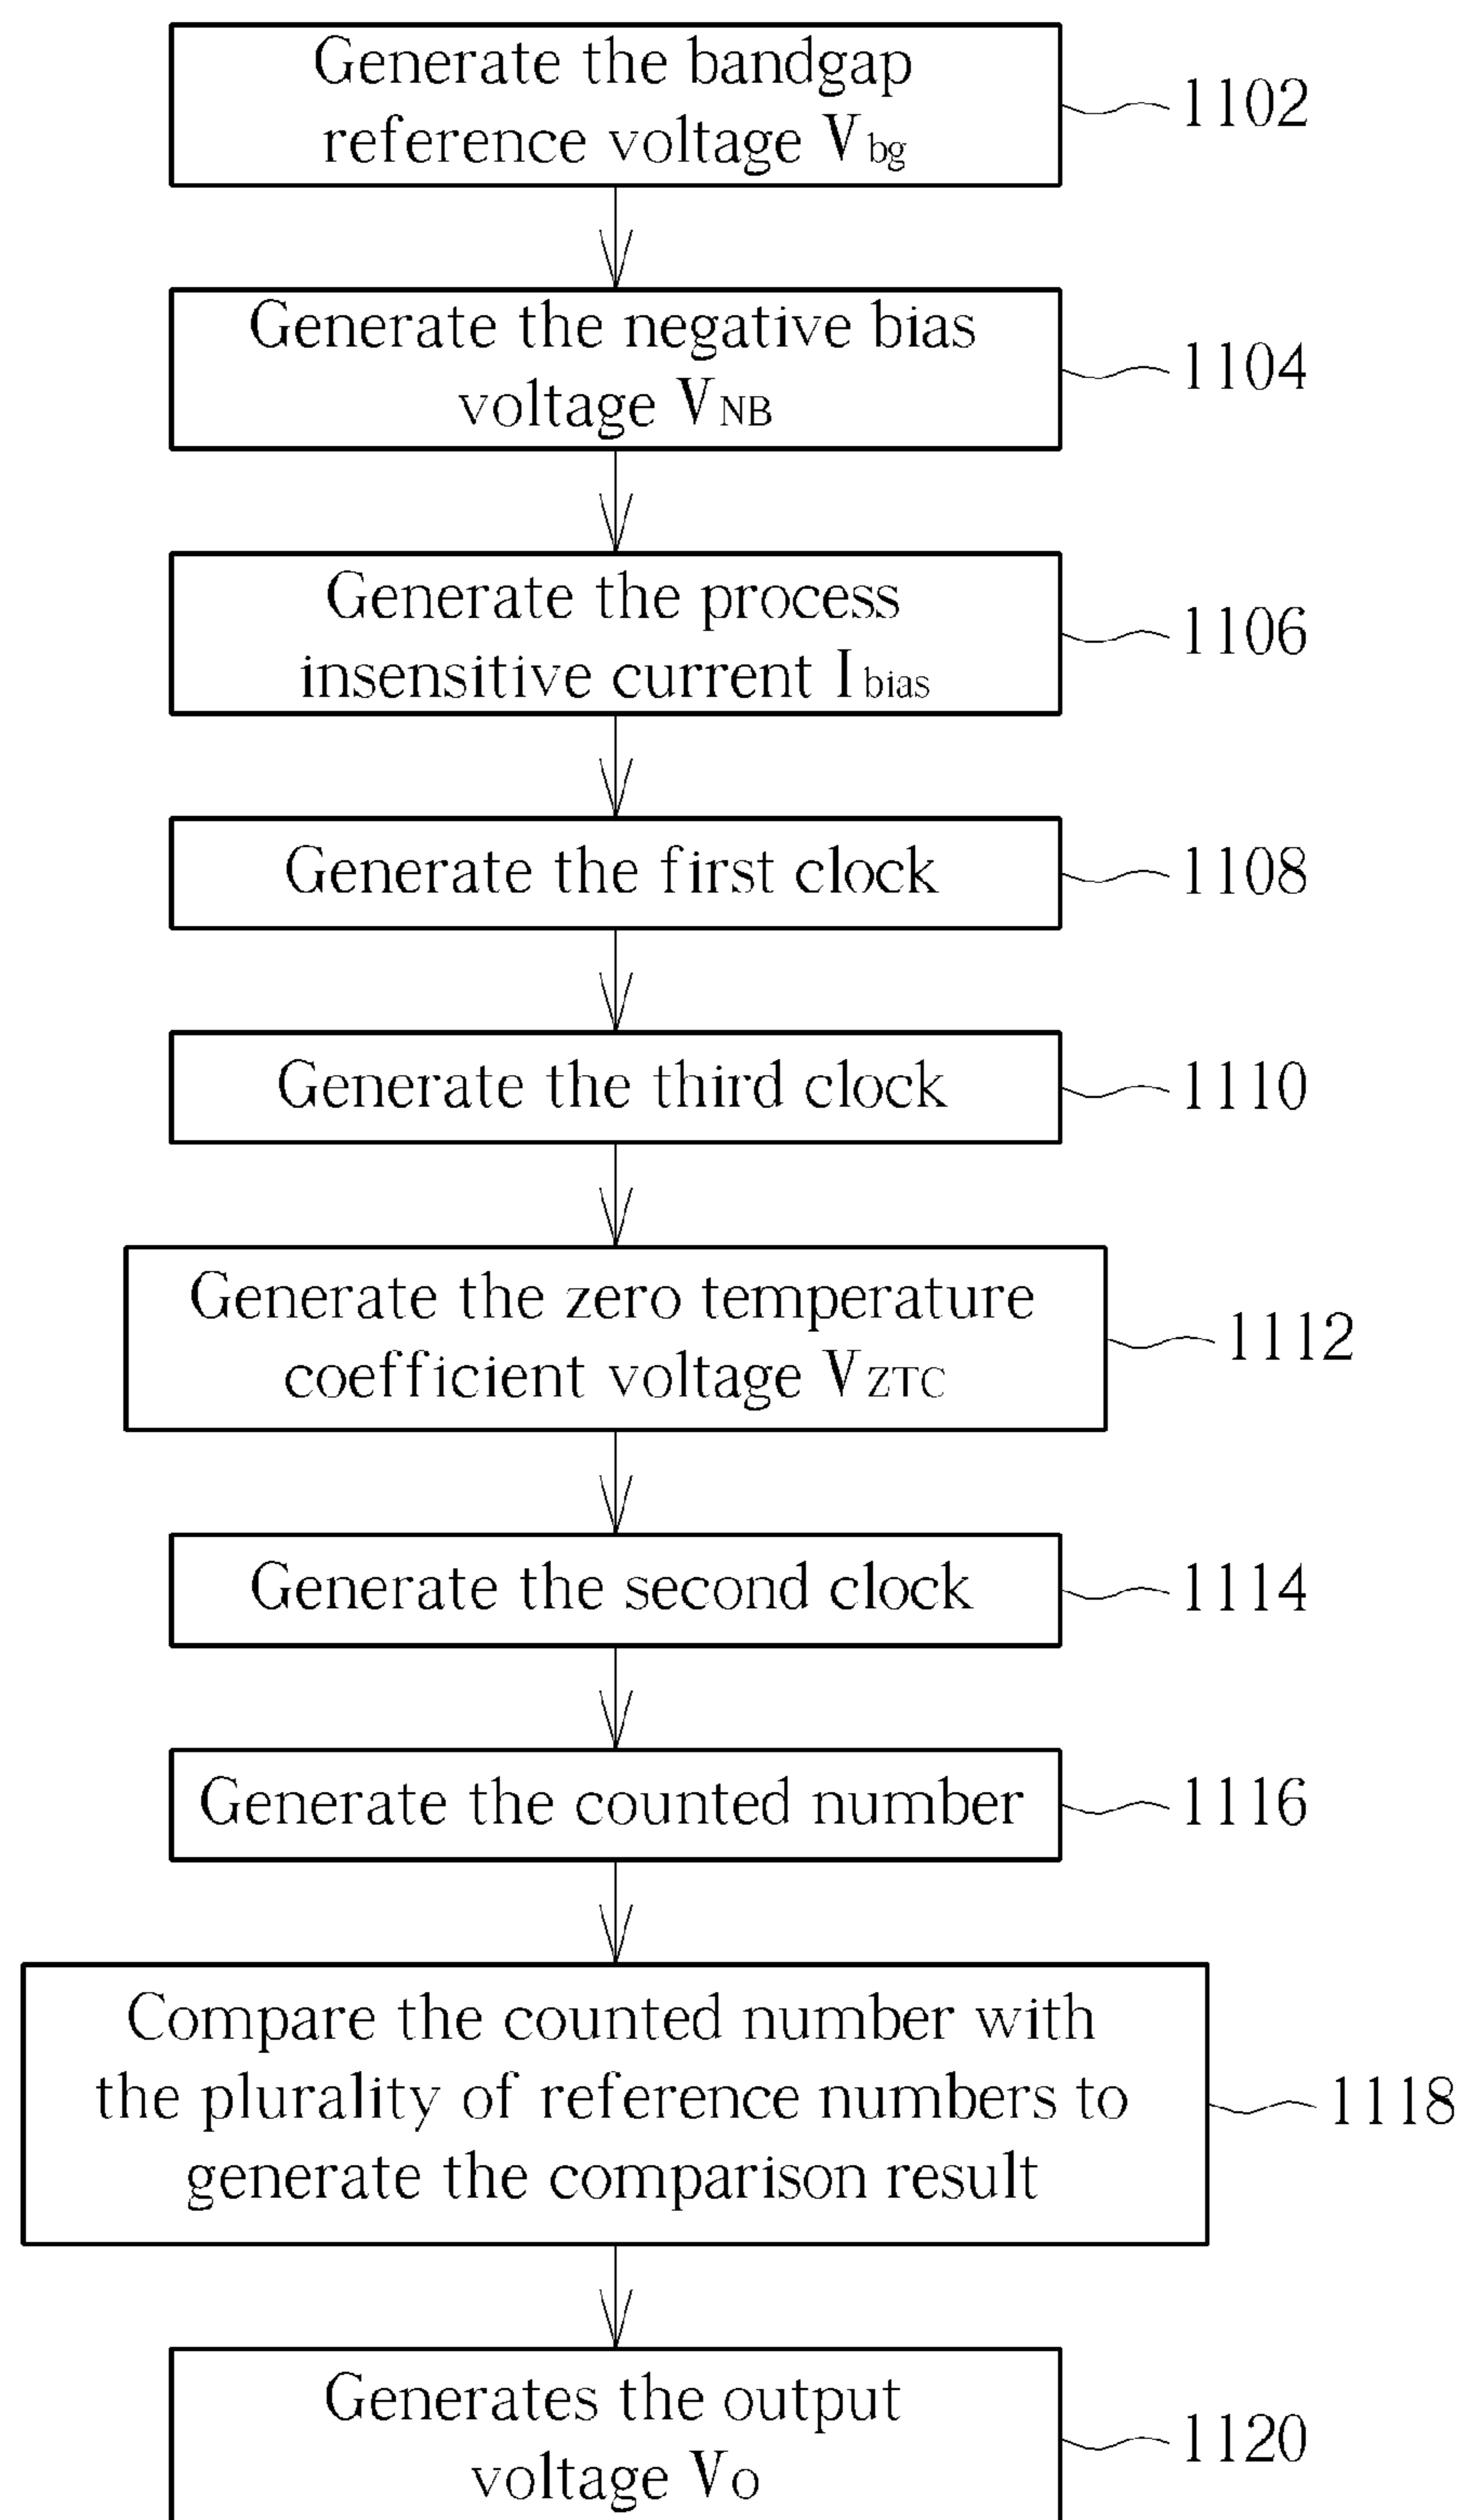 Generate the bandgap
reference voltage Vbg
1102
Generate the negative bias
voltage VNB
1104
Generate the process
insensitive current Ibias
1106
Generate the first clock
1108
Generate the third clock
1110
Generate the zero temperature
coefficient voltage VZTC
1112
Generate the second clock
1114
Generate the counted number
1116
Compare the counted number with
the plurality of reference numbers to
generate the comparison result
1118
Generates the output
voltage VO
1120